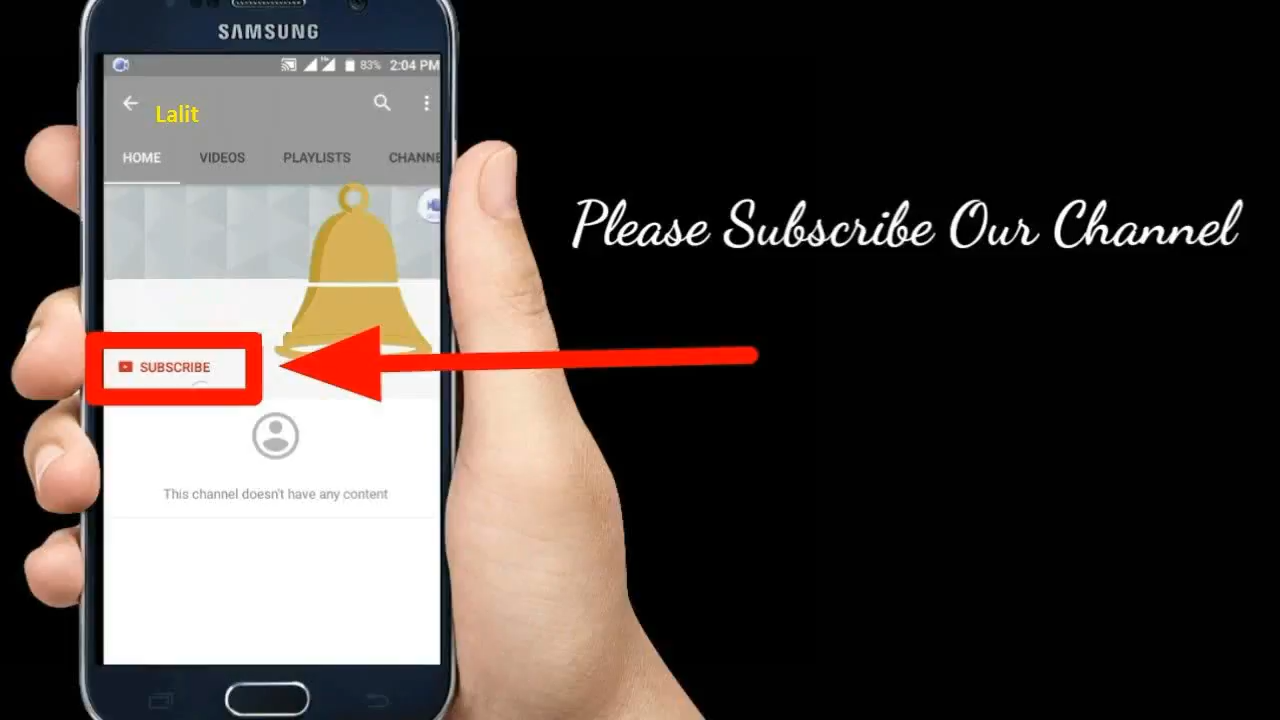 SAMSUNG
83% 2:04 PM
Lalit
HOME VIDEOS PLAYLISTS CHANNE
Please Subscribe Our Channel
SUBSCRIBE
This channel doesn't have any content